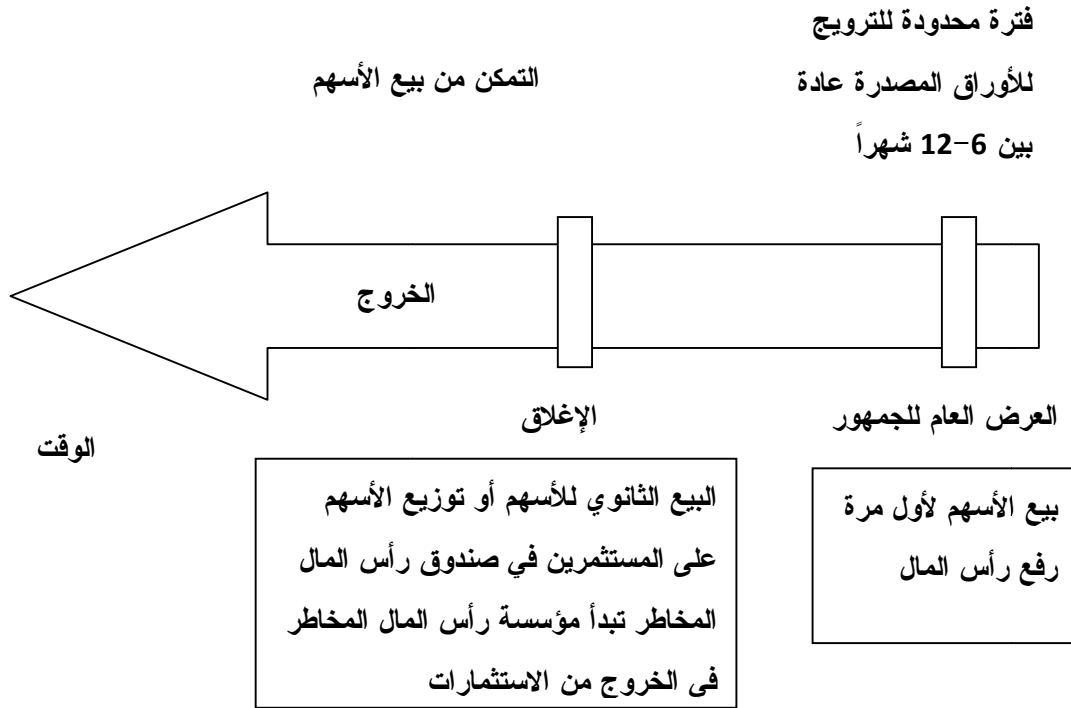 فترة محدودة للترويج
للأوراق المصدرة عادة
بين 6-12 شهراً
التمكن من بيع الأسهم
الخروج
العرض العام للجمهور
الإغلاق
الوقت
بيع الأسهم لأول مرة
رفع رأس المال
البيع الثانوي للأسهم أو توزيع الأسهم
على المستثمرين في صندوق رأس المال
المخاطر تبدأ مؤسسة رأس المال المخاطر
فى الخروج من الاستثمارات